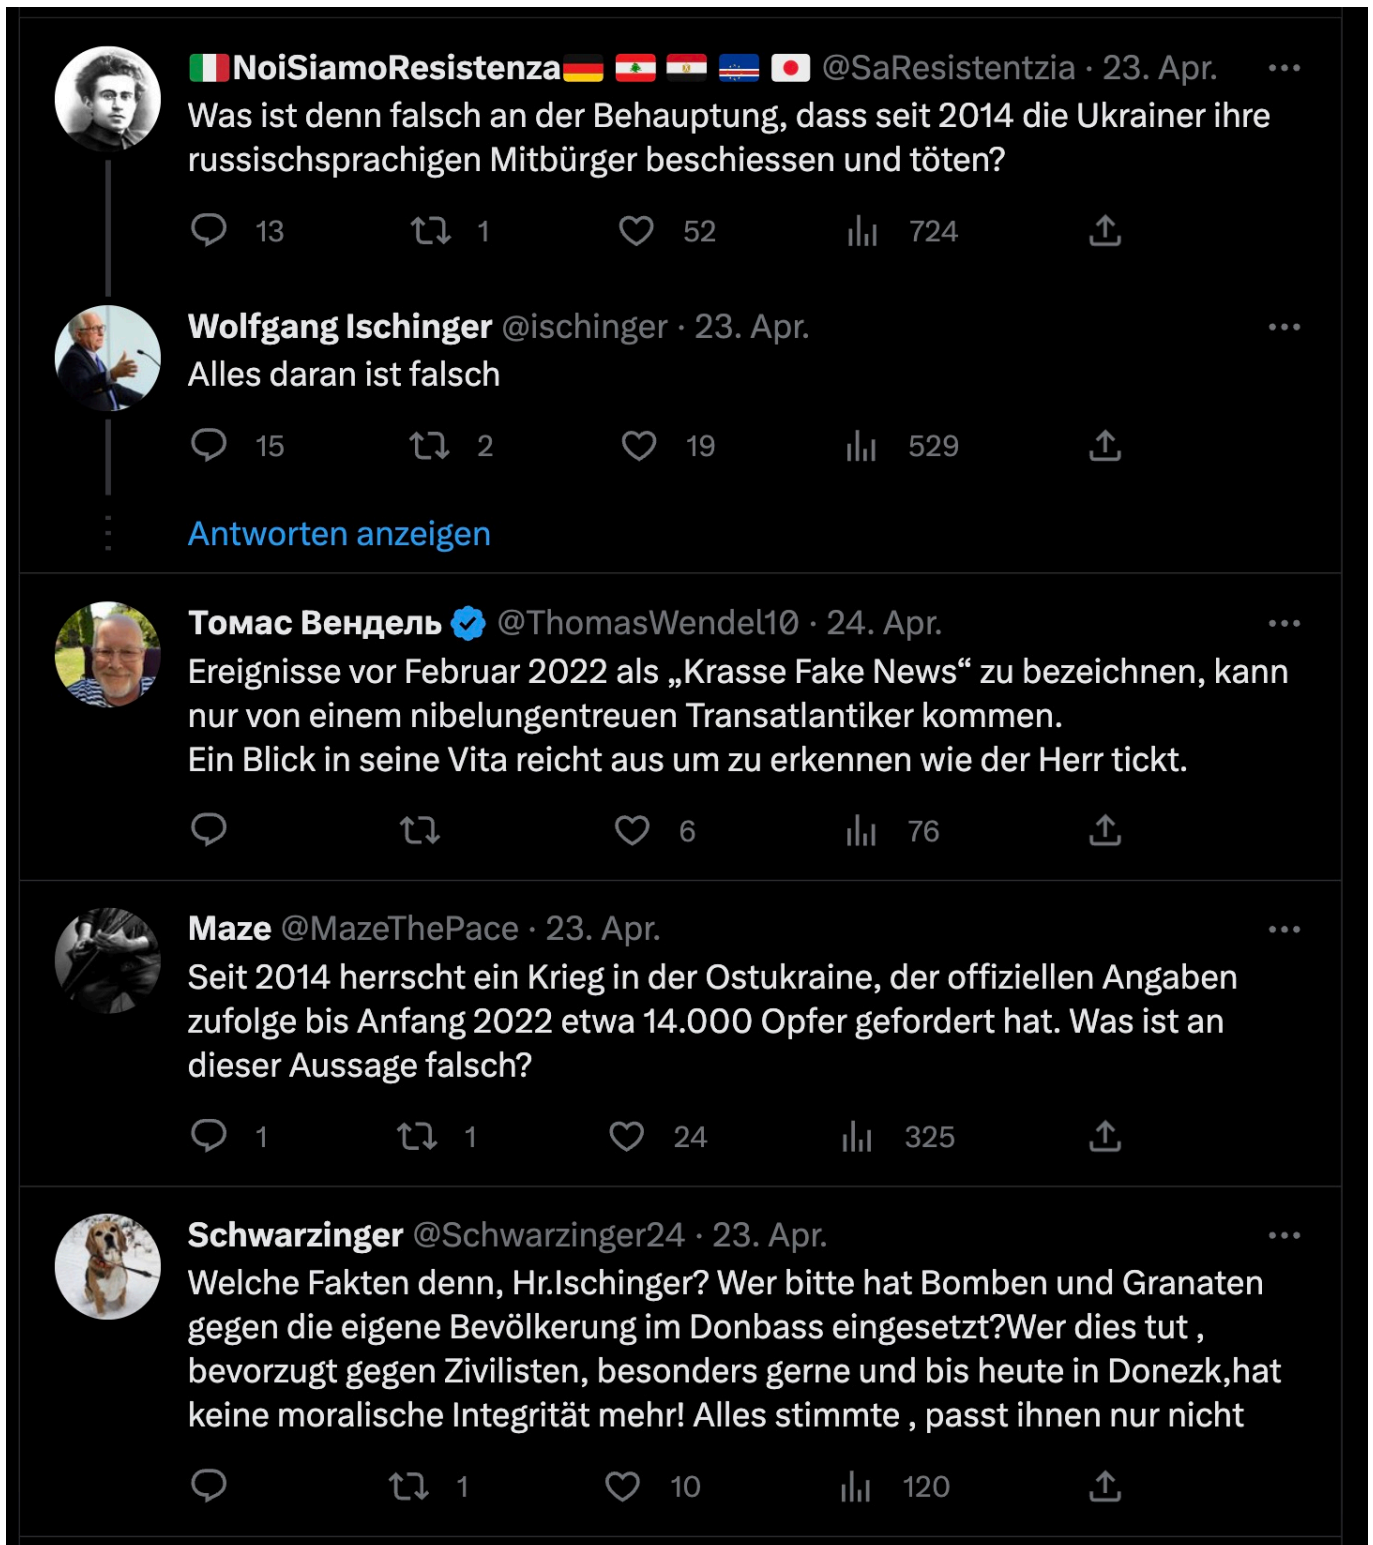 🇮🇹NoiSiamoResistenza🇩🇪 🇱🇧 🇪🇬 🇨🇻 🇯🇵 @SaResistentzia · 23. Apr.
Was ist denn falsch an der Behauptung, dass seit 2014 die Ukrainer ihre
russischsprachigen Mitbürger beschiessen und töten?
13 1 52 724
Wolfgang Ischinger @ischinger · 23. Apr.
Alles daran ist falsch
15 2 19 529
Antworten anzeigen
Томас Вендель @ThomasWendel10 · 24. Apr.
Ereignisse vor Februar 2022 als „Krasse Fake News“ zu bezeichnen, kann
nur von einem nibelungentreuen Transatlantiker kommen.
Ein Blick in seine Vita reicht aus um zu erkennen wie der Herr tickt.
6 76
Maze @MazeThePace · 23. Apr.
Seit 2014 herrscht ein Krieg in der Ostukraine, der offiziellen Angaben
zufolge bis Anfang 2022 etwa 14.000 Opfer gefordert hat. Was ist an
dieser Aussage falsch?
1 1 24 325
Schwarzinger @Schwarzinger24 · 23. Apr.
Welche Fakten denn, Hr.Ischinger? Wer bitte hat Bomben und Granaten
gegen die eigene Bevölkerung im Donbass eingesetzt?Wer dies tut ,
bevorzugt gegen Zivilisten, besonders gerne und bis heute in Donezk,hat
keine moralische Integrität mehr! Alles stimmte , passt ihnen nur nicht
1 10 120